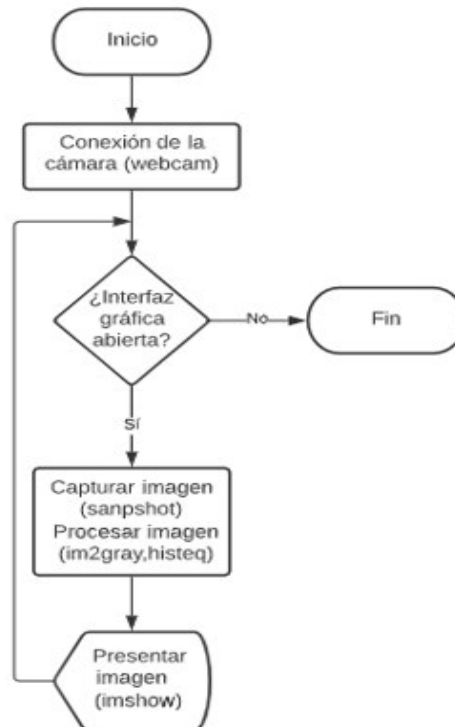 Inicio
Conexión de la
cámara (webcam)
¿Interfaz
gráfica
abierta?
No
Fin
Sí
Capturar imagen
(sanpshot)
Procesar imagen
(im2gray,histeq)
Presentar
imagen
(imshow)